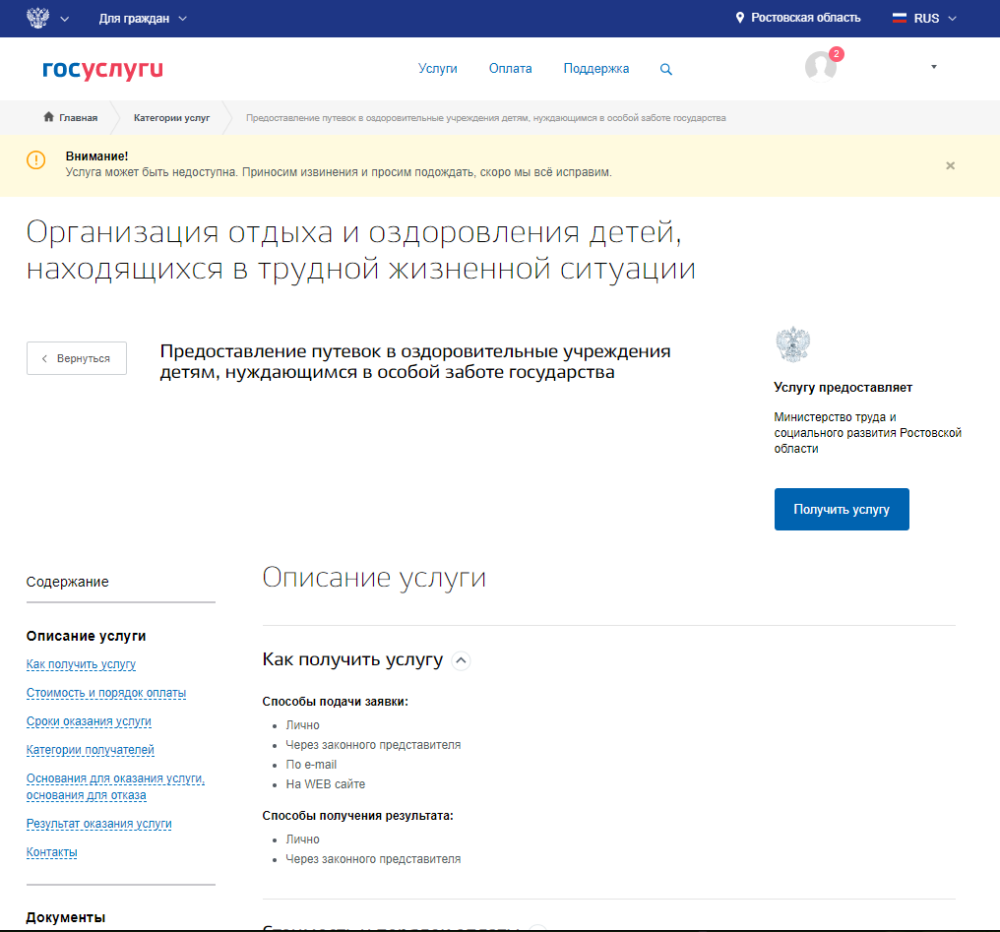 Для граждан
Ростовская область
RUS
госуслуги
Услуги
Оплата
Поддержка
2
Главная
Категории услуг
Предоставление путевок в оздоровительные учреждения детям, нуждающимся в особой заботе государства
Внимание!
Услуга может быть недоступна. Приносим извинения и просим подождать, скоро мы всё исправим.
Организация отдыха и оздоровления детей,
находящихся в трудной жизненной ситуации
Вернуться
Предоставление путевок в оздоровительные учреждения
детям, нуждающимся в особой заботе государства
Услугу предоставляет
Министерство труда и
социального развития Ростовской
области
Получить услугу
Содержание
Описание услуги
Как получить услугу
Стоимость и порядок оплаты
Сроки оказания услуги
Категории получателей
Основания для оказания услуги,
основания для отказа
Результат оказания услуги
Контакты
Документы
Описание услуги
Как получить услугу
Способы подачи заявки:
Лично
Через законного представителя
По e-mail
На WEB сайте
Способы получения результата:
Лично
Через законного представителя
Стоимость и порядок оплаты